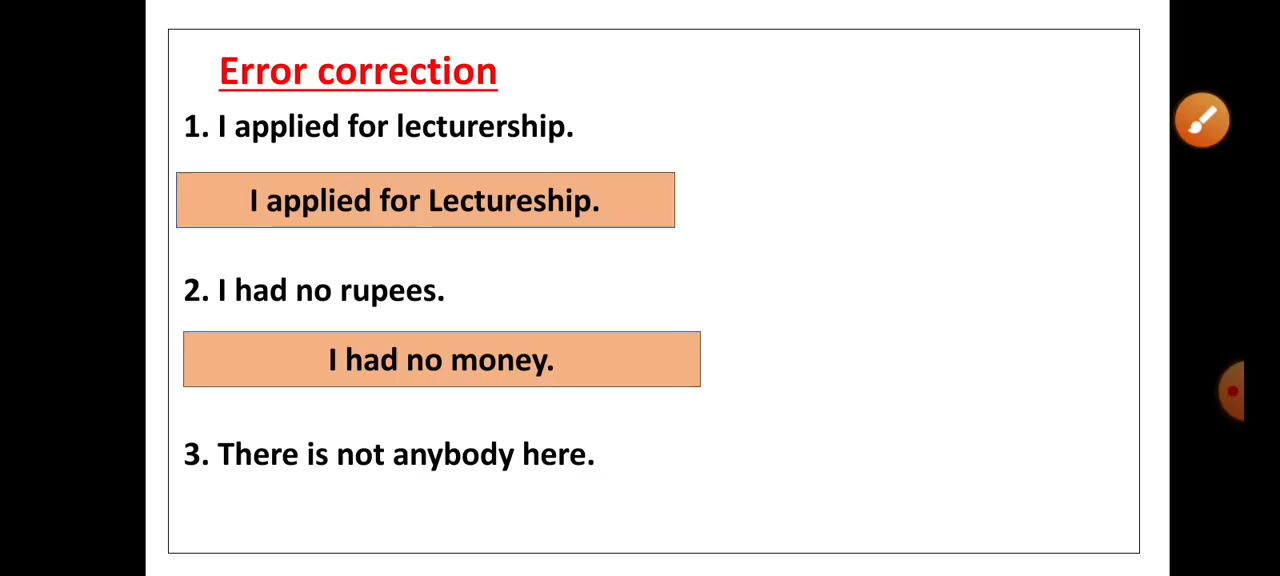 Error correction
1. I applied for lecturership.
I applied for Lectureship.
2. I had no rupees.
I had no money.
3. There is not anybody here.